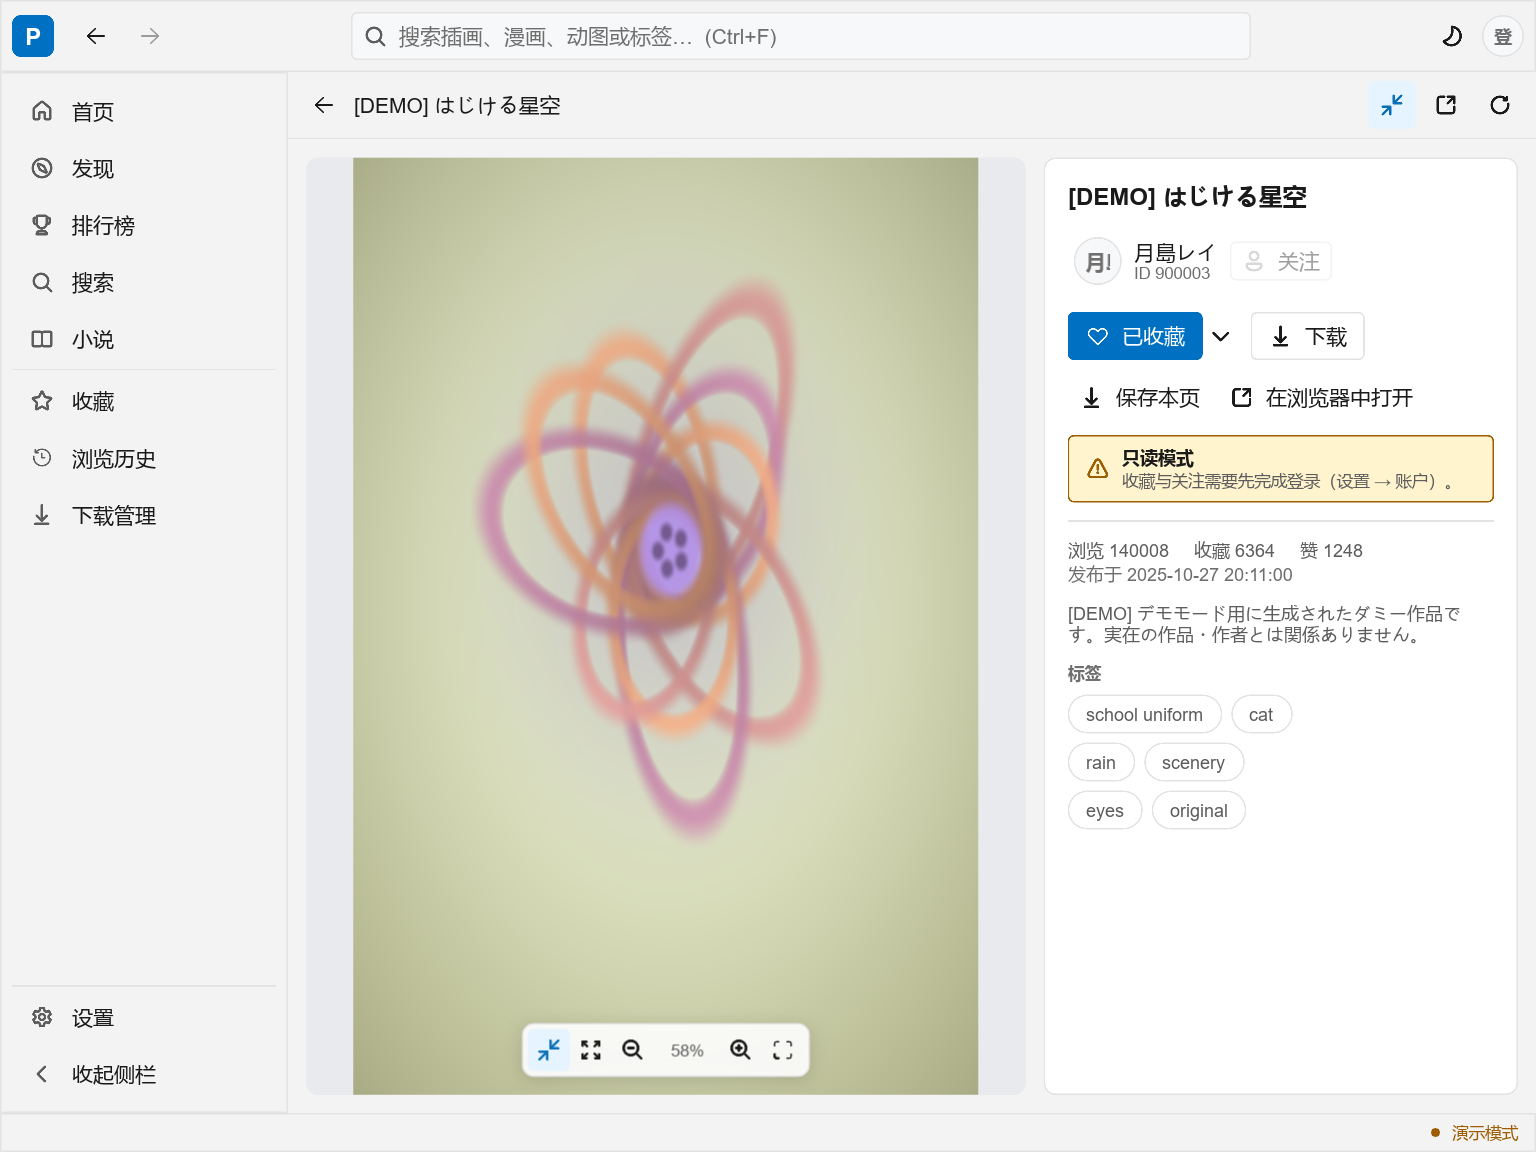 P
搜索插画、漫画、动图或标签… (Ctrl+F)
登
首页
发现
排行榜
搜索
小说
收藏
浏览历史
下载管理
设置
收起侧栏
[DEMO] はじける星空
58%
[DEMO] はじける星空
月!
月島レイ
ID 900003
关注
已收藏
下载
保存本页
在浏览器中打开
只读模式
收藏与关注需要先完成登录（设置 → 账户）。
浏览 140008 收藏 6364 赞 1248
发布于 2025-10-27 20:11:00
[DEMO] デモモード用に生成されたダミー作品で
す。実在の作品・作者とは関係ありません。
标签
school uniform
cat
rain
scenery
eyes
original
演示模式